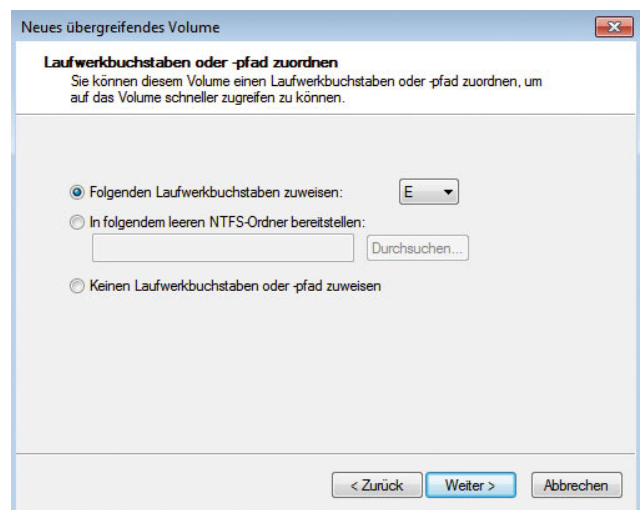 Neues übergreifendes Volume
Laufwerkbuchstaben oder -pfad zuordnen
Sie können diesem Volume einen Laufwerkbuchstaben oder -pfad zuordnen, um
auf das Volume schneller zugreifen zu können.
Folgenden Laufwerkbuchstaben zuweisen: E
In folgendem leeren NTFS-Ordner bereitstellen:
Durchsuchen...
Keinen Laufwerkbuchstaben oder -pfad zuweisen
< Zurück Weiter > Abbrechen